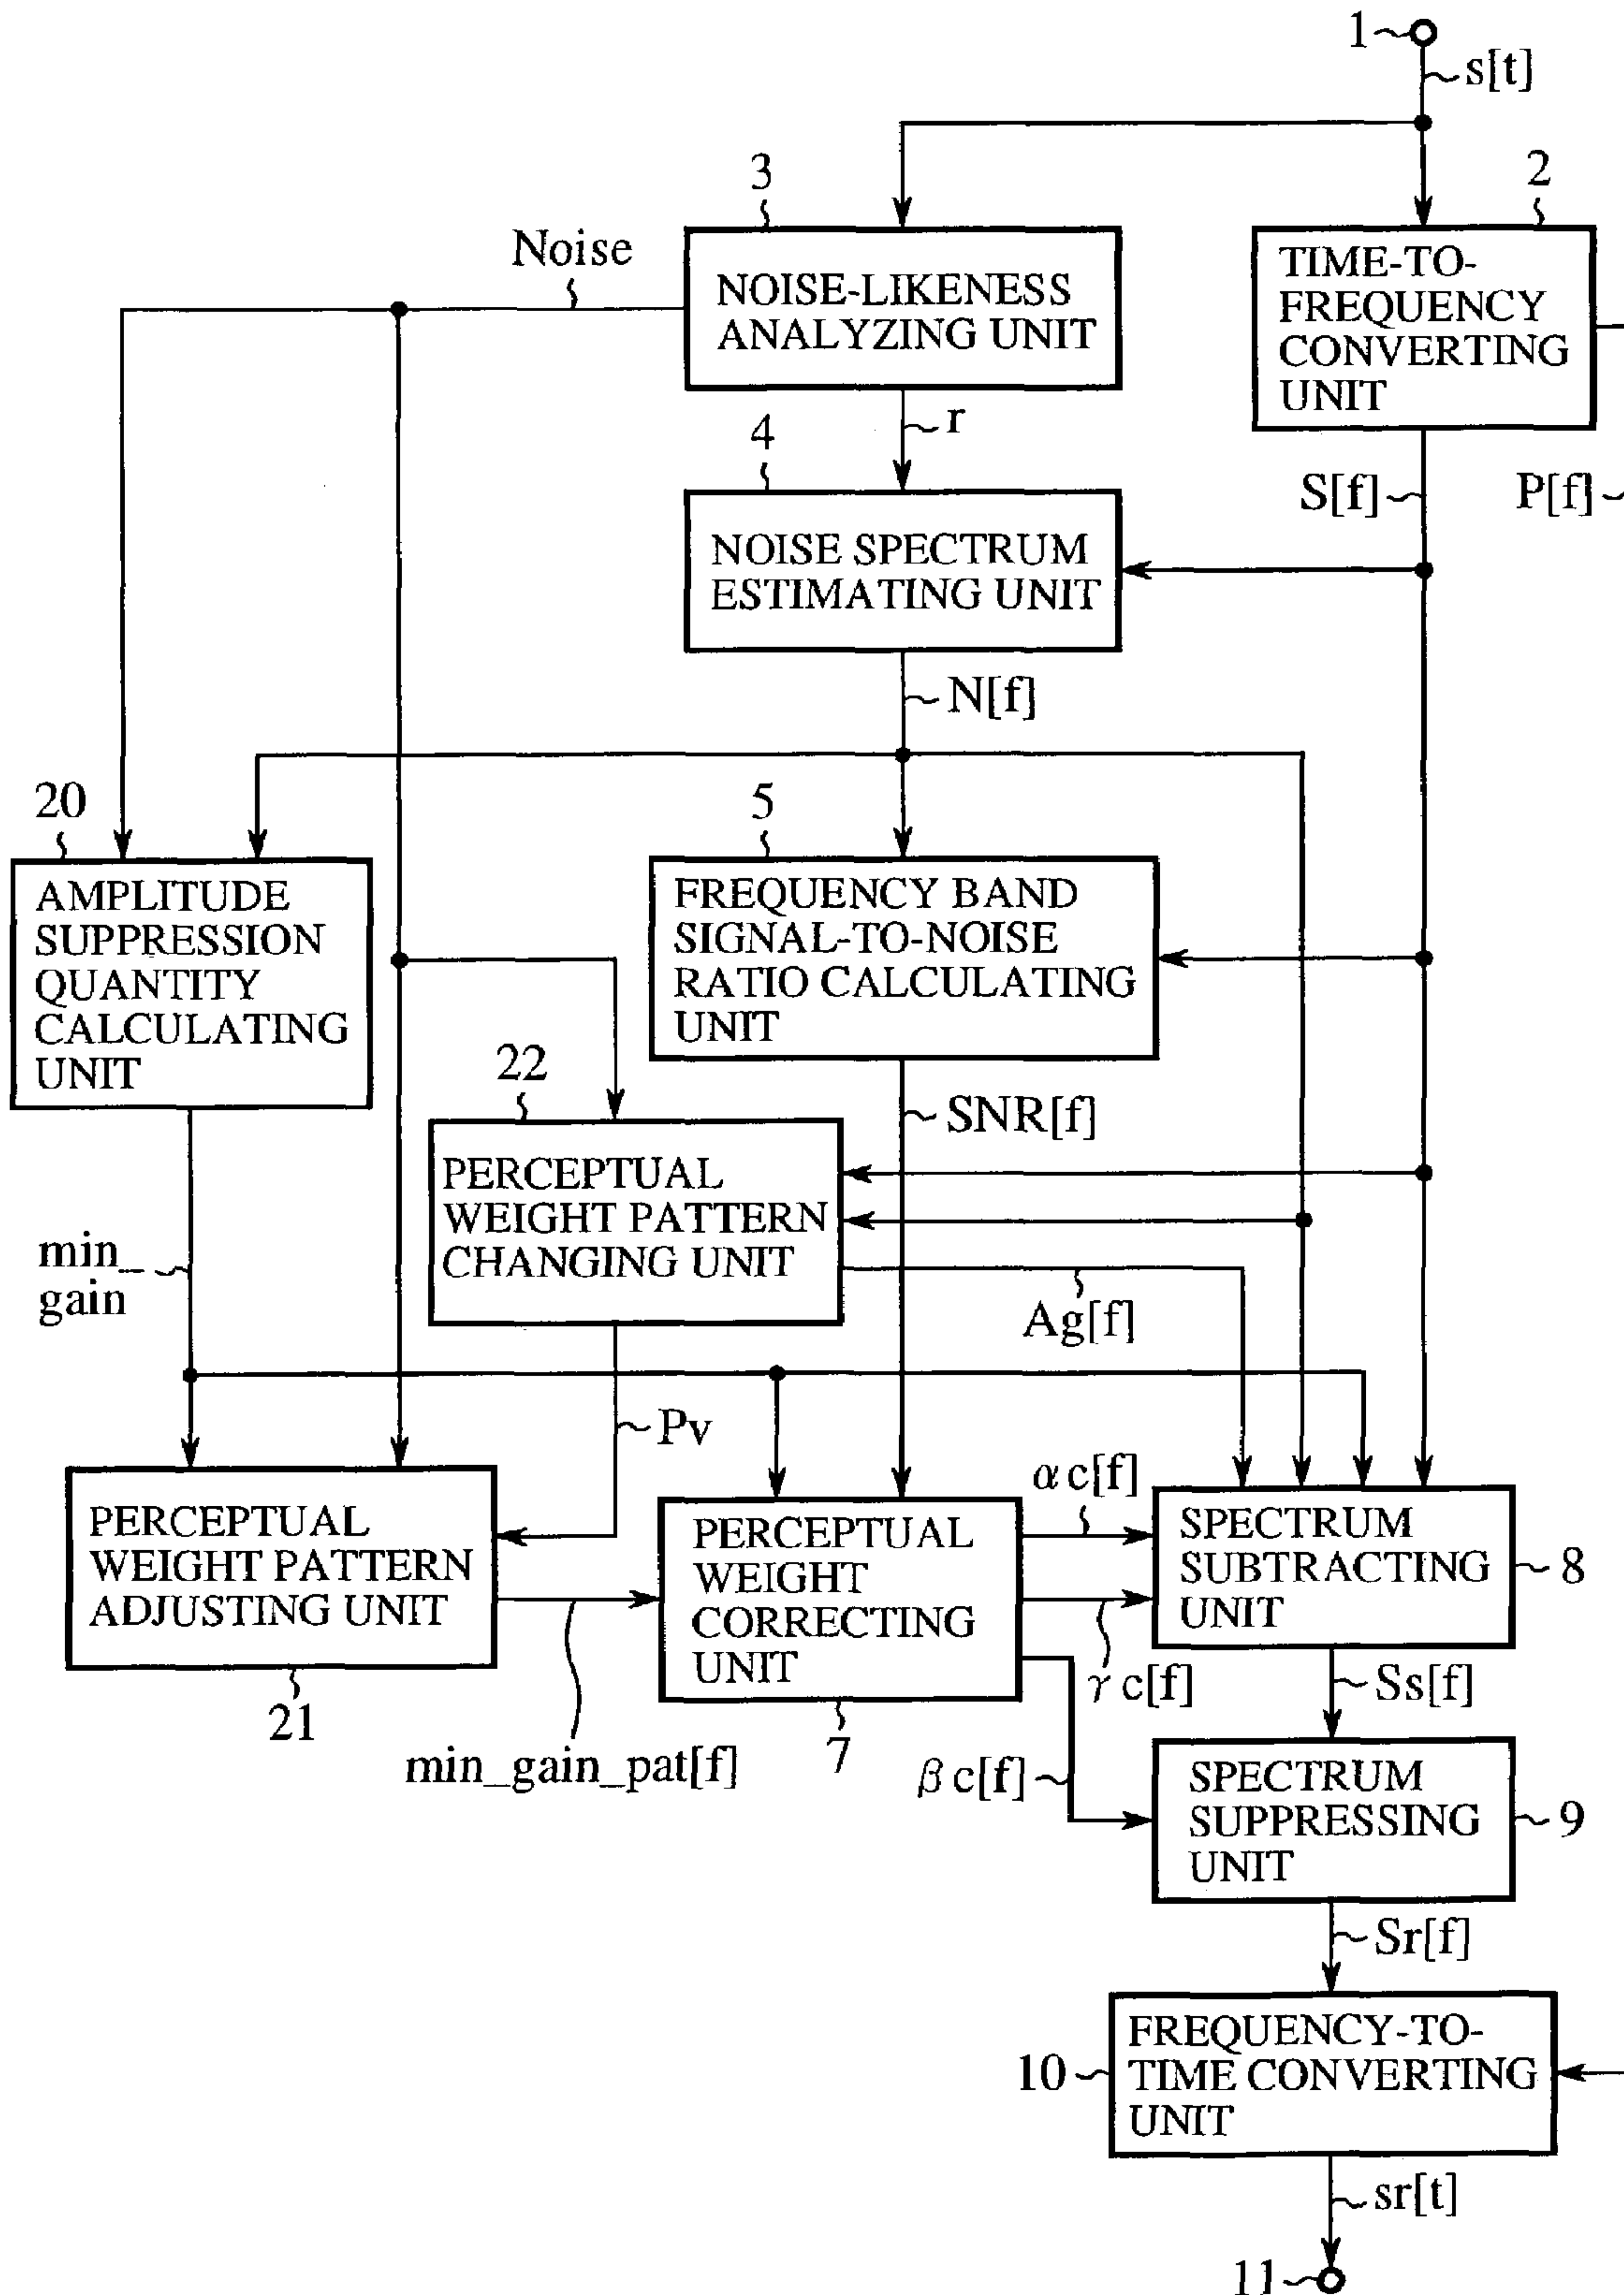 1
s[t]
3
2
Noise
NOISE-LIKENESS
ANALYZING UNIT
TIME-TO-
FREQUENCY
CONVERTING
UNIT
r
4
S[f]
P[f]
NOISE SPECTRUM
ESTIMATING UNIT
N[f]
20
5
AMPLITUDE
SUPPRESSION
QUANTITY
CALCULATING
UNIT
FREQUENCY BAND
SIGNAL-TO-NOISE
RATIO CALCULATING
UNIT
22
SNR[f]
PERCEPTUAL
WEIGHT PATTERN
CHANGING UNIT
min_
gain
Ag[f]
Pv
αc[f]
PERCEPTUAL
WEIGHT PATTERN
ADJUSTING UNIT
PERCEPTUAL
WEIGHT
CORRECTING
UNIT
SPECTRUM
SUBTRACTING
UNIT
8
21
min_gain_pat[f]
7
γc[f]
Ss[f]
βc[f]
SPECTRUM
SUPPRESSING
UNIT
9
Sr[f]
10
FREQUENCY-TO-
TIME CONVERTING
UNIT
sr[t]
11